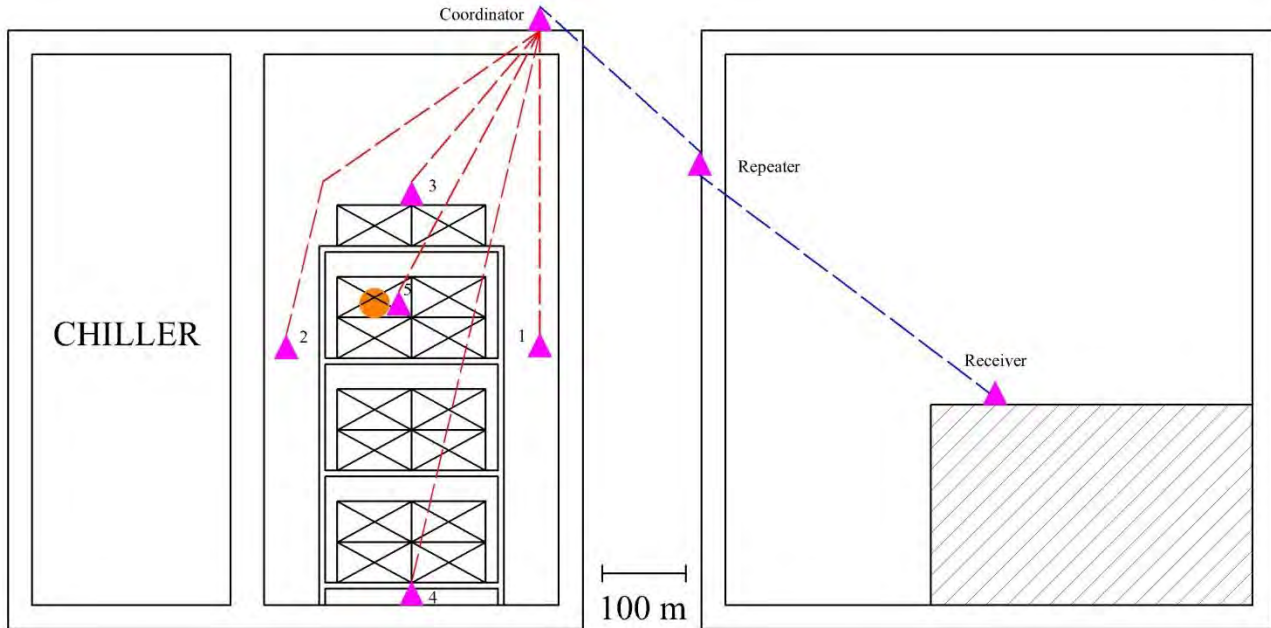 Coordinator
Repeater
3
5
CHILLER
2
1
Receiver
4
100 m